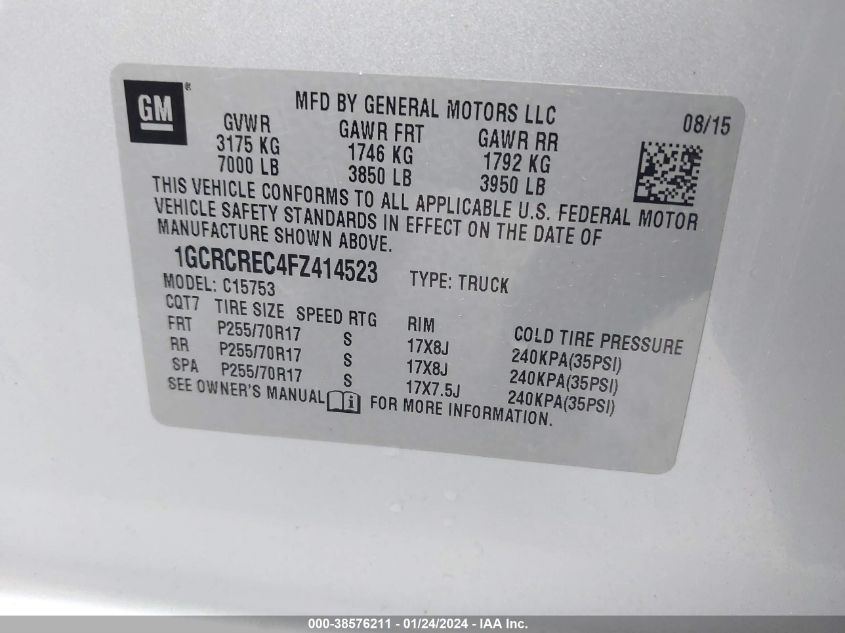 GM®
MFD BY GENERAL MOTORS LLC 08/15
GVWR GAWR FRT GAWR RR
3175 KG 1746 KG 1792 KG
7000 LB 3850 LB 3950 LB
THIS VEHICLE CONFORMS TO ALL APPLICABLE U.S. FEDERAL MOTOR
VEHICLE SAFETY STANDARDS IN EFFECT ON THE DATE OF
MANUFACTURE SHOWN ABOVE.
1GCRCREC4FZ414523 TYPE: TRUCK
MODEL: C15753
CQT7 TIRE SIZE SPEED RTG RIM COLD TIRE PRESSURE
FRT P255/70R17 S 17X8J 240KPA(35PSI)
RR P255/70R17 S 17X8J 240KPA(35PSI)
SPA P255/70R17 S 17X7.5J 240KPA(35PSI)
SEE OWNER'S MANUAL FOR MORE INFORMATION.
000-38576211 - 01/24/2024 - IAA Inc.